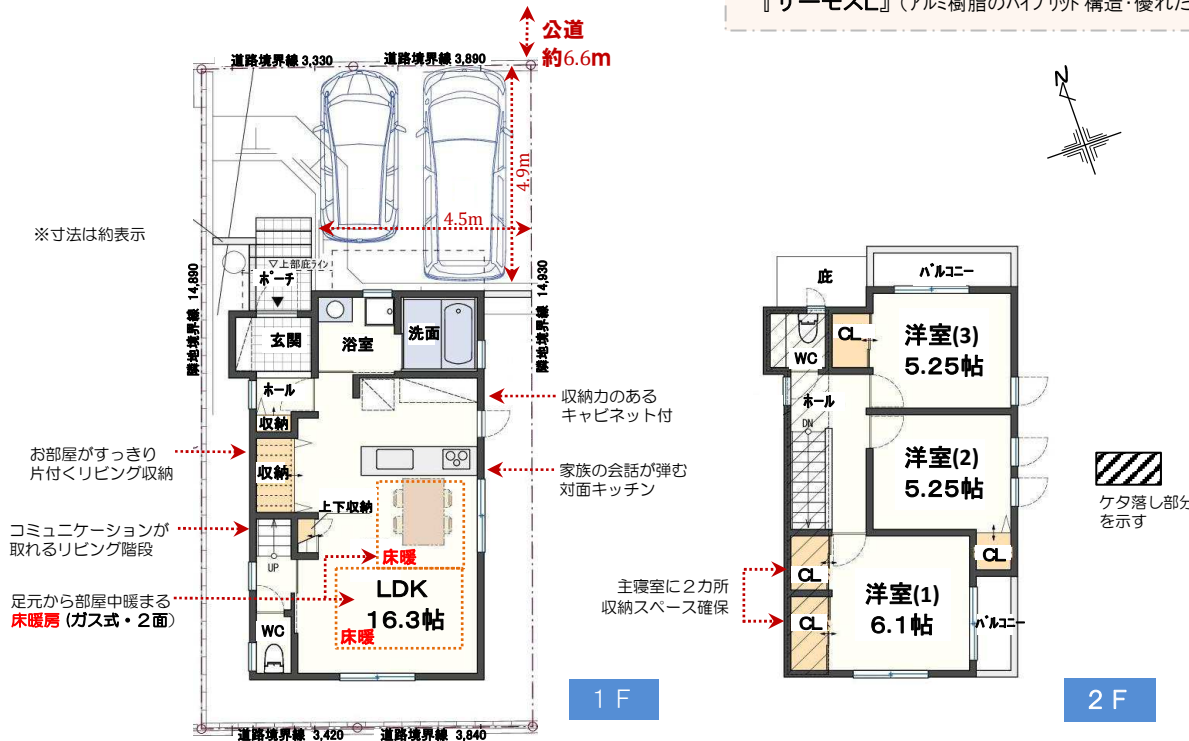 『サーモスL』(アルミ樹脂のハイブリッド構造・優れた
公道
約6.6m
道路境界線 3,330
道路境界線 3,890
N
4.9m
4.5m
※寸法は約表示
隣地境界線 14,890
隣地境界線 14,930
▽上部庇ライン
ポーチ
玄関
浴室
洗面
ホール
収納
収納
収納力のある
キャビネット付
お部屋がすっきり
片付くリビング収納
家族の会話が弾む
対面キッチン
上下収納
コミュニケーションが
取れるリビング階段
UP
床暖
LDK
16.3帖
床暖
足元から部屋中暖まる
床暖房 (ガス式・2面)
WC
1F
道路境界線 3,420
道路境界線 3,840
庇
バルコニー
WC
CL
洋室(3)
5.25帖
ホール
DN
洋室(2)
5.25帖
CL
ケタ落し部分
を示す
主寝室に2カ所
収納スペース確保
CL
CL
洋室(1)
6.1帖
バルコニー
2F